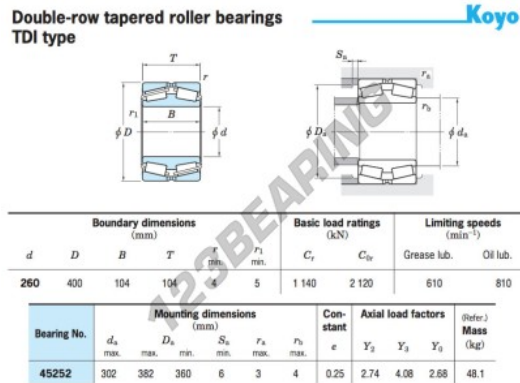 Double-row tapered roller bearings
TDI type
Koyo
T
r
r1
B
φ D
φ d
Sa
ra
rb
φ Da
φ da
123BEARING
Boundary dimensions
(mm)
Basic load ratings
(kN)
Limiting speeds
(min⁻¹)
d D B T r min. r1 min. Cr C0r Grease lub. Oil lub.
260 400 104 104 4 5 1 140 2 120 610 810
Bearing No.
Mounting dimensions
(mm)
Con-
stant
Axial load factors
(Refer.)
Mass
(kg)
da max. Da max. min. Sa min. ra max. rb max. e Y2 Y3 Y0
45252 302 382 360 6 3 4 0.25 2.74 4.08 2.68 48.1